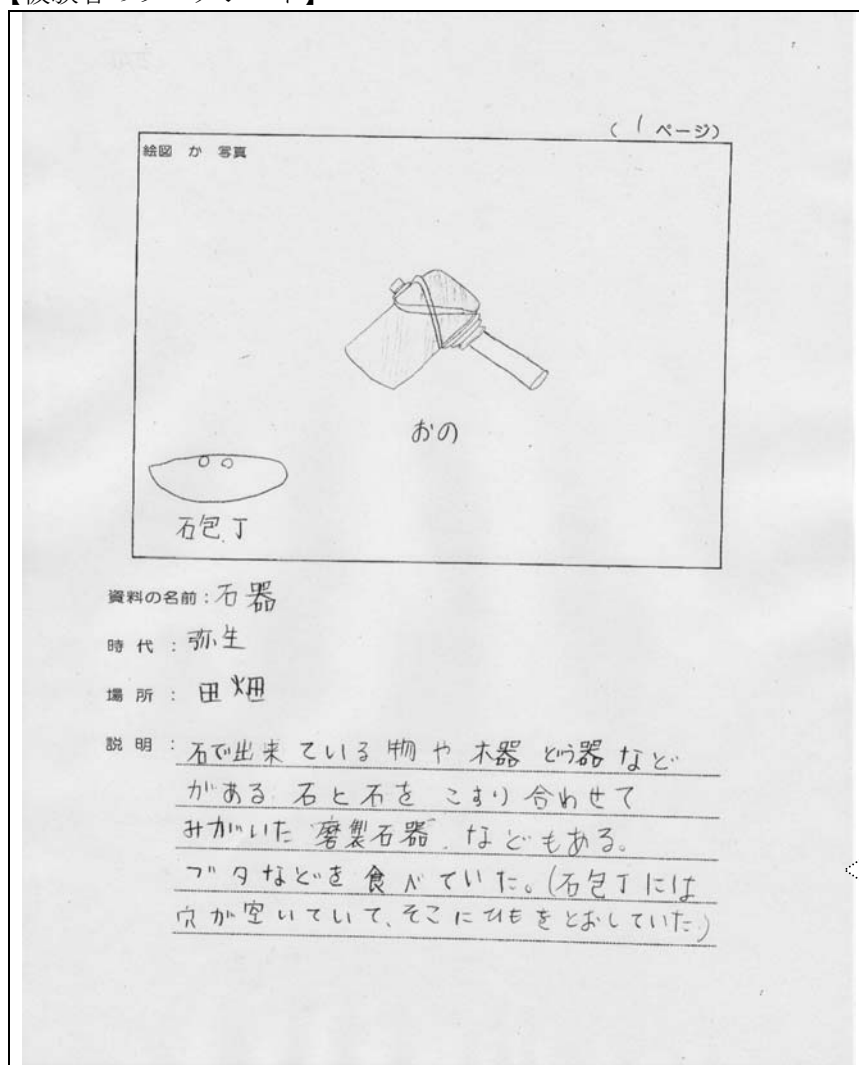 (1ページ)
絵図 か 写真
おの
石包丁
資料の名前：石器
時代：弥生
場所：田畑
説明：石で出来ている物や木器どう器など
がある。石と石をこすり合わせて
みがいた“磨製石器”などもある。
ブタなどを食べていた。(石包丁には
穴が空いていて、そこにひもをとおしていた)